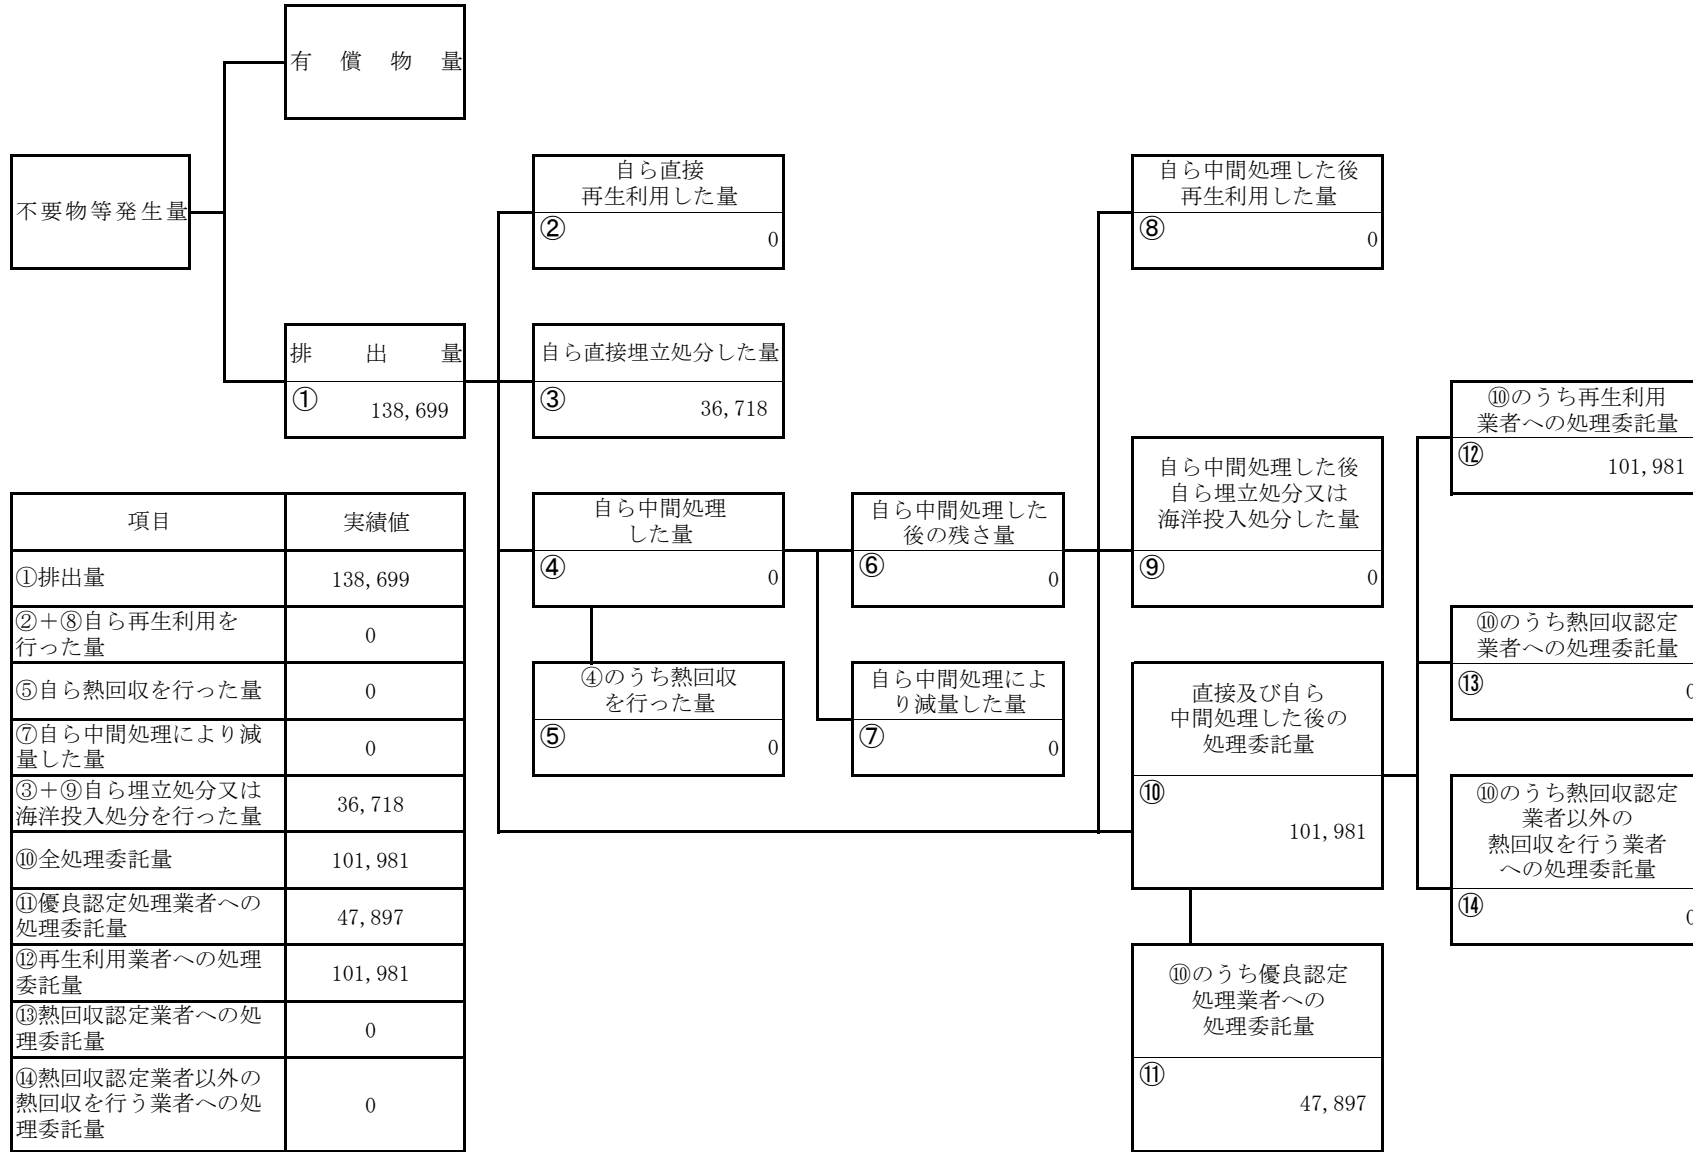 有償物量
不要物等発生量
排出量
① 138,699
自ら直接
再生利用した量
② 0
自ら直接埋立処分した量
③ 36,718
自ら中間処理
した量
④ 0
④のうち熱回収
を行った量
⑤ 0
自ら中間処理した
後の残さ量
⑥ 0
自ら中間処理によ
り減量した量
⑦ 0
自ら中間処理した後
再生利用した量
⑧ 0
自ら中間処理した後
自ら埋立処分又は
海洋投入処分した量
⑨ 0
直接及び自ら
中間処理した後の
処理委託量
⑩
101,981
⑩のうち優良認定
処理業者への
処理委託量
⑪
47,897
⑩のうち再生利用
業者への処理委託量
⑫ 101,981
⑩のうち熱回収認定
業者への処理委託量
⑬ 0
⑩のうち熱回収認定
業者以外の
熱回収を行う業者
への処理委託量
⑭ 0
項目 実績値
①排出量 138,699
②+⑧自ら再生利用を
行った量 0
⑤自ら熱回収を行った量 0
⑦自ら中間処理により減
量した量 0
③+⑨自ら埋立処分又は
海洋投入処分を行った量 36,718
⑩全処理委託量 101,981
⑪優良認定処理業者への
処理委託量 47,897
⑫再生利用業者への処理
委託量 101,981
⑬熱回収認定業者への処
理委託量 0
⑭熱回収認定業者以外の
熱回収を行う業者への処
理委託量 0